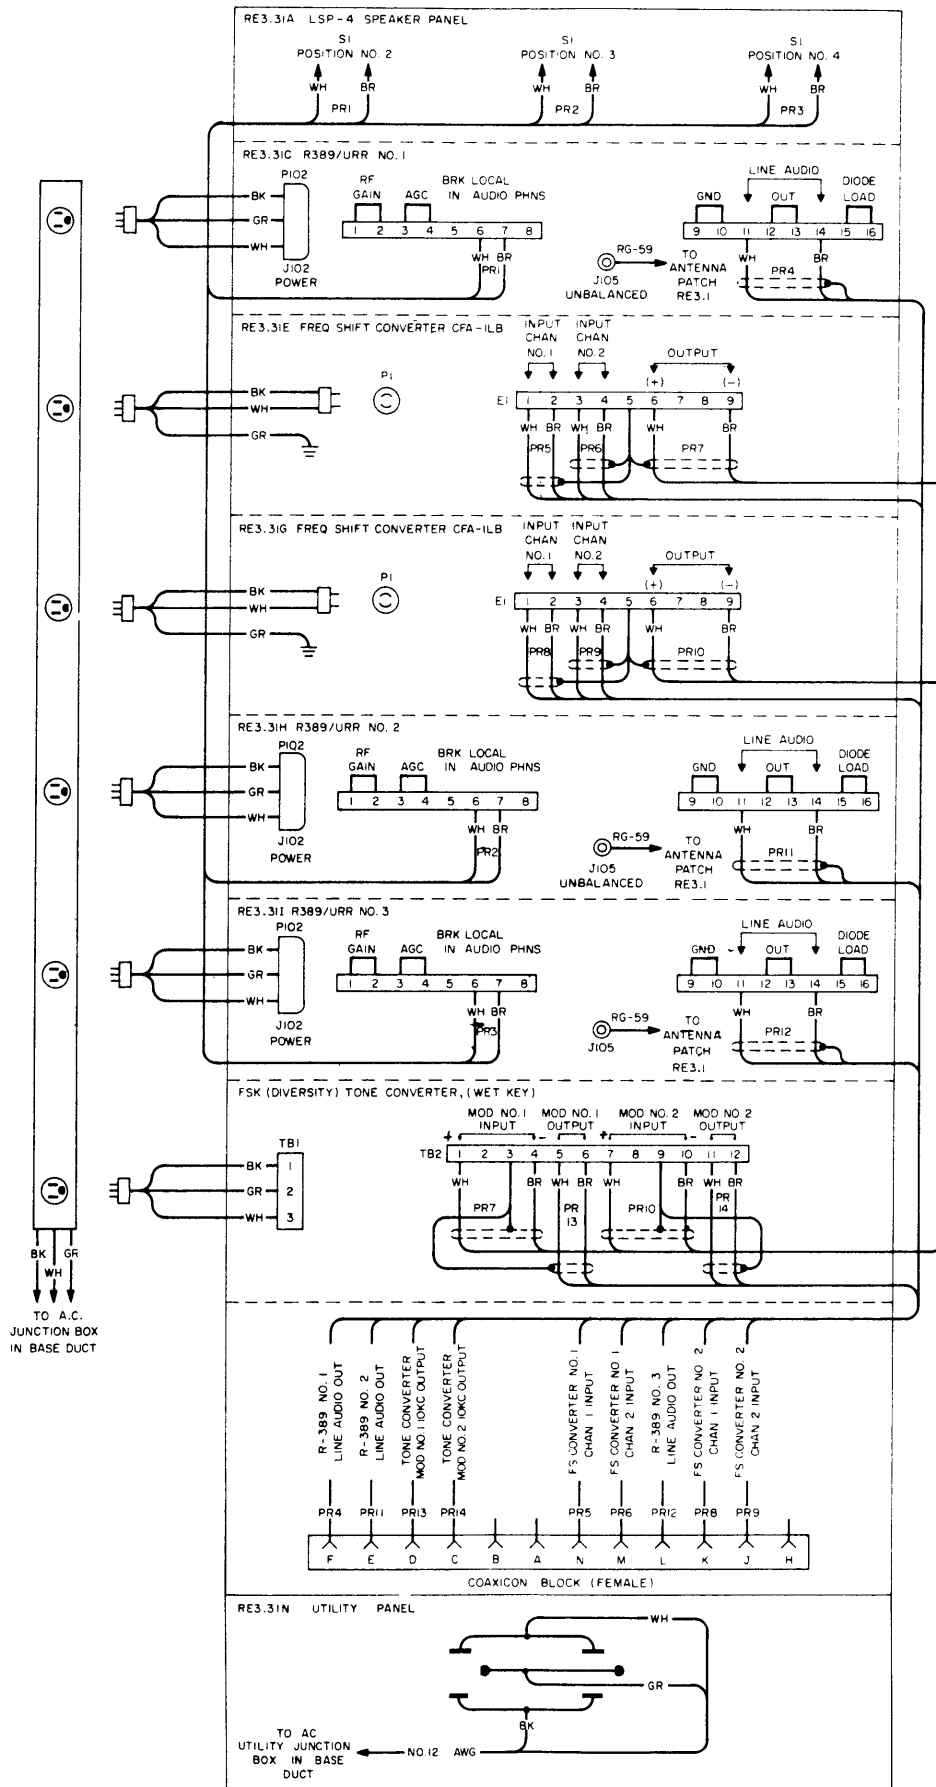 RE3.31A LSP-4 SPEAKER PANEL
S1
POSITION NO. 2
S1
POSITION NO. 3
S1
POSITION NO. 4
WH BR WH BR WH BR
PR1 PR2 PR3
RE3.31C R389/URR NO. 1
P102
BK
GR
WH
J102
POWER
RF
GAIN AGC BRK LOCAL
IN AUDIO PHNS
1 2 3 4 5 6 7 8
WH BR
PR1
LINE AUDIO
GND OUT DIODE
LOAD
9 10 11 12 13 14 15 16
RG-59
J105
UNBALANCED
TO
ANTENNA
PATCH
RE3.1
WH BR
PR4
RE3.31E FREQ SHIFT CONVERTER CFA-1LB
BK
WH
GR
P1
INPUT
CHAN
NO.1
INPUT
CHAN
NO.2
OUTPUT
(+) (-)
E1 1 2 3 4 5 6 7 8 9
WH BR WH BR WH BR
PR5 PR6 PR7
RE3.31G FREQ SHIFT CONVERTER CFA-1LB
BK
WH
GR
P1
INPUT
CHAN
NO.1
INPUT
CHAN
NO.2
OUTPUT
(+) (-)
E1 1 2 3 4 5 6 7 8 9
WH BR WH BR WH BR
PR8 PR9 PR10
RE3.31H R389/URR NO. 2
P102
BK
GR
WH
J102
POWER
RF
GAIN AGC BRK LOCAL
IN AUDIO PHNS
1 2 3 4 5 6 7 8
WH BR
PR2
LINE AUDIO
GND OUT DIODE
LOAD
9 10 11 12 13 14 15 16
RG-59
J105
UNBALANCED
TO
ANTENNA
PATCH
RE3.1
WH BR
PR11
RE3.31I R389/URR NO. 3
P102
BK
GR
WH
J102
POWER
RF
GAIN AGC BRK LOCAL
IN AUDIO PHNS
1 2 3 4 5 6 7 8
WH BR
PR3
LINE AUDIO
GND OUT DIODE
LOAD
9 10 11 12 13 14 15 16
RG-59
J105
TO
ANTENNA
PATCH
RE3.1
WH BR
PR12
FSK (DIVERSITY) TONE CONVERTER, (WET KEY)
TB1
BK 1
GR 2
WH 3
MOD NO. 1
INPUT
MOD NO. 1
OUTPUT
MOD NO. 2
INPUT
MOD NO. 2
OUTPUT
+ - + -
TB2 1 2 3 4 5 6 7 8 9 10 11 12
WH BR WH BR WH BR WH BR
PR7 PR
13 PR10 PR
14
BK WH GR
TO A.C.
JUNCTION BOX
IN BASE DUCT
R-389 NO. 1
LINE AUDIO OUT
R-389 NO. 2
LINE AUDIO OUT
TONE CONVERTER
MOD NO. 1 10KC OUTPUT
TONE CONVERTER
MOD NO. 2 10KC OUTPUT
FS CONVERTER NO. 1
CHAN 1 INPUT
FS CONVERTER NO. 1
CHAN 2 INPUT
R-389 NO. 3
LINE AUDIO OUT
FS CONVERTER NO. 2
CHAN 1 INPUT
FS CONVERTER NO. 2
CHAN 2 INPUT
PR4 PR11 PR13 PR14 PR5 PR6 PR12 PR8 PR9
F E D C B A N M L K J H
COAXICON BLOCK (FEMALE)
RE3.31N UTILITY PANEL
WH
GR
BK
TO AC
UTILITY JUNCTION
BOX IN BASE
DUCT
NO.12 AWG